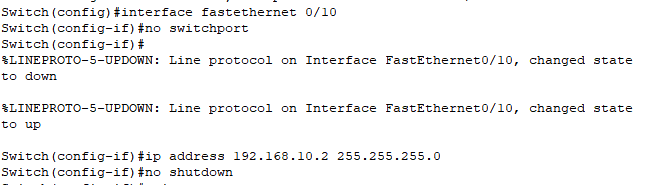 Switch(config)#interface fastethernet 0/10
Switch(config-if)#no switchport
Switch(config-if)#
%LINEPROTO-5-UPDOWN: Line protocol on Interface FastEthernet0/10, changed state
to down
%LINEPROTO-5-UPDOWN: Line protocol on Interface FastEthernet0/10, changed state
to up
Switch(config-if)#ip address 192.168.10.2 255.255.255.0
Switch(config-if)#no shutdown